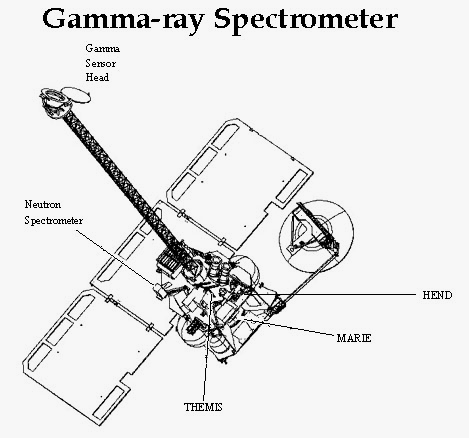 Gamma-ray Spectrometer
Gamma
Sensor
Head
Neutron
Spectrometer
HEND
MARIE
THEMIS